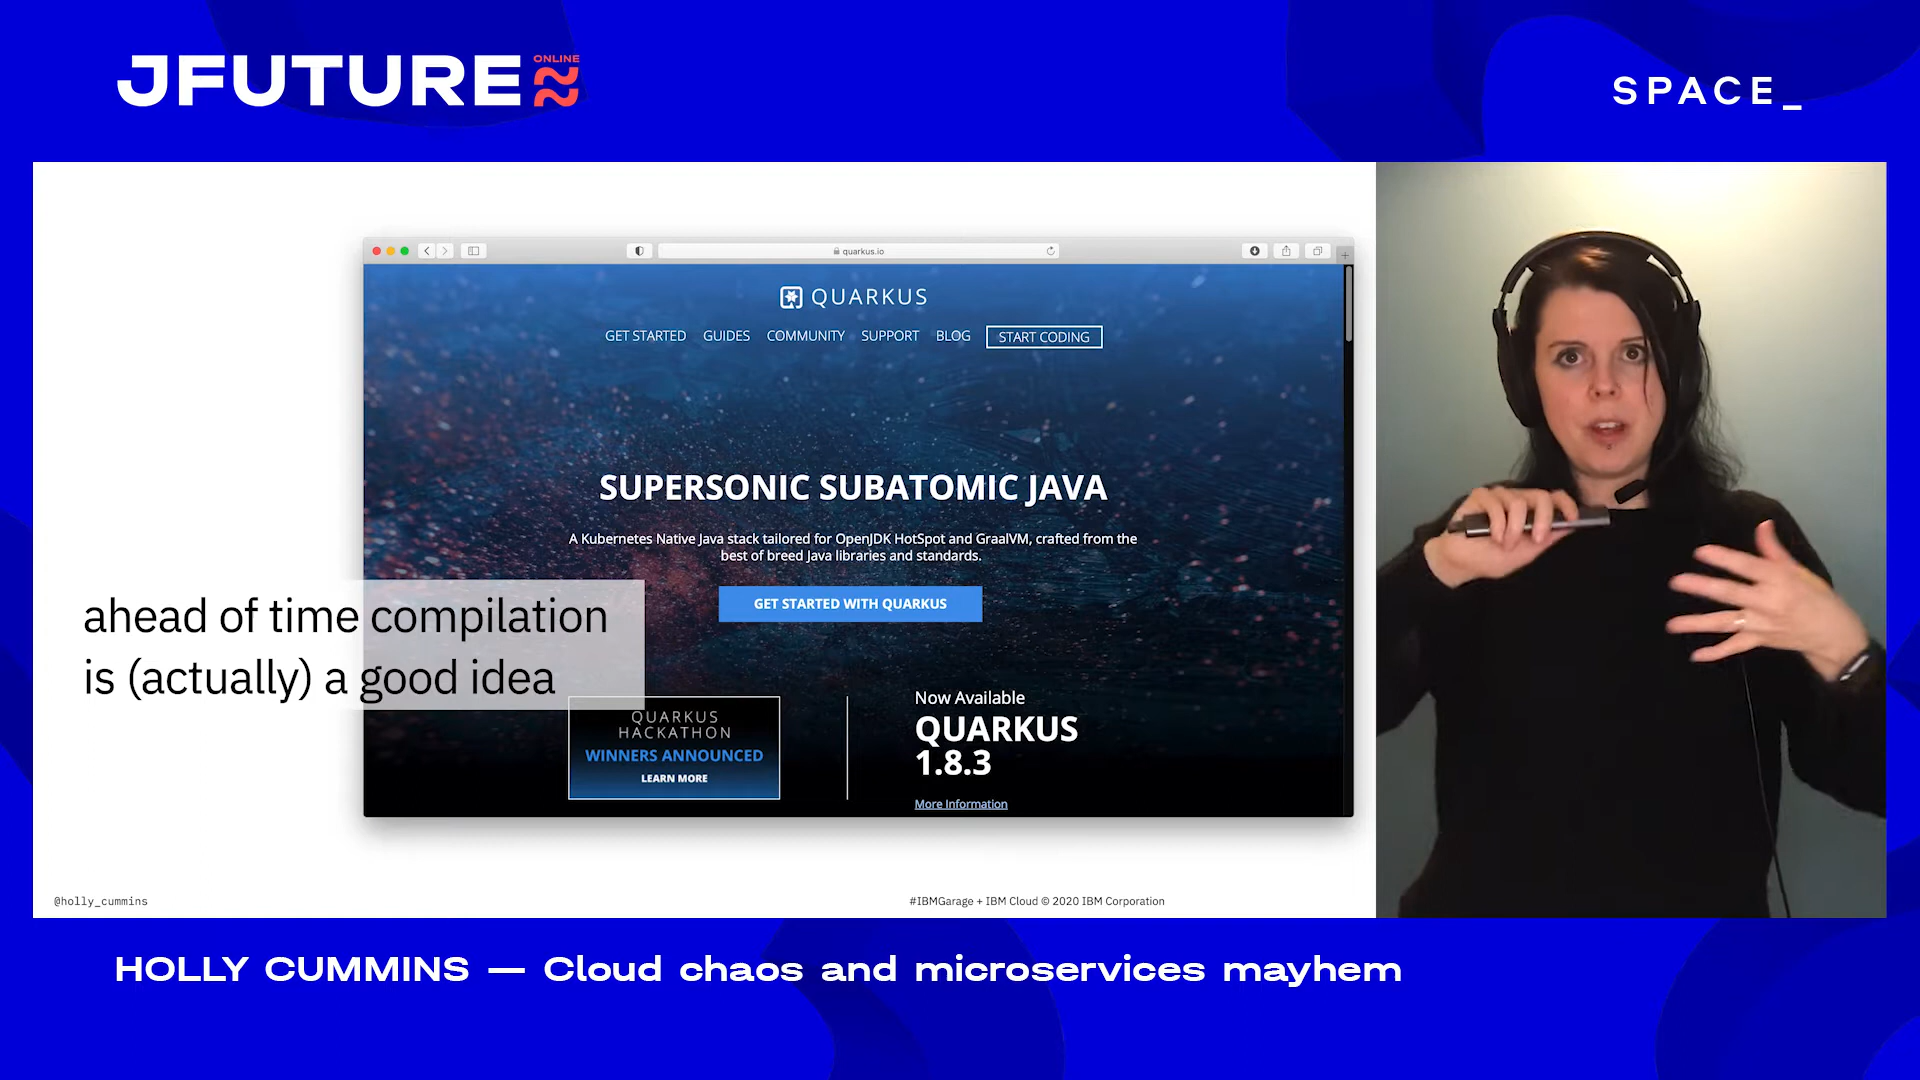 JFUTURE ONLINE
SPACE_
quarkus.io
QUARKUS
GET STARTED GUIDES COMMUNITY SUPPORT BLOG START CODING
SUPERSONIC SUBATOMIC JAVA
A Kubernetes Native Java stack tailored for OpenJDK HotSpot and GraalVM, crafted from the
best of breed Java libraries and standards.
GET STARTED WITH QUARKUS
ahead of time compilation
is (actually) a good idea
QUARKUS
HACKATHON
WINNERS ANNOUNCED
LEARN MORE
Now Available
QUARKUS
1.8.3
More Information
@holly_cummins
#IBMGarage + IBM Cloud © 2020 IBM Corporation
HOLLY CUMMINS — Cloud chaos and microservices mayhem